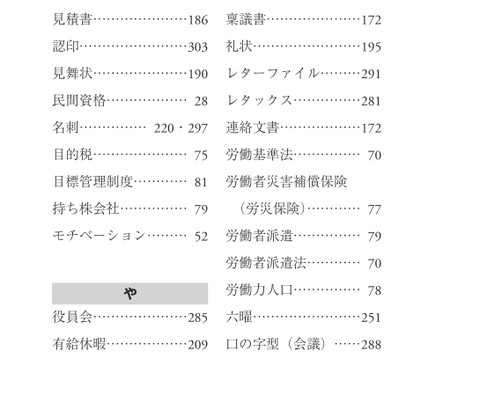 見積書…………………186
認印……………………303
見舞状…………………190
民間資格……………… 28
名刺…………… 220・297
目的税………………… 75
目標管理制度………… 81
持ち株会社…………… 79
モチベーション……… 52
や
役員会…………………285
有給休暇………………209
稟議書…………………172
礼状……………………195
レターファイル………291
レタックス……………281
連絡文書………………172
労働基準法…………… 70
労働者災害補償保険
（労災保険）………… 77
労働者派遣…………… 79
労働者派遣法………… 70
労働力人口…………… 78
六曜……………………251
口の字型（会議）……288